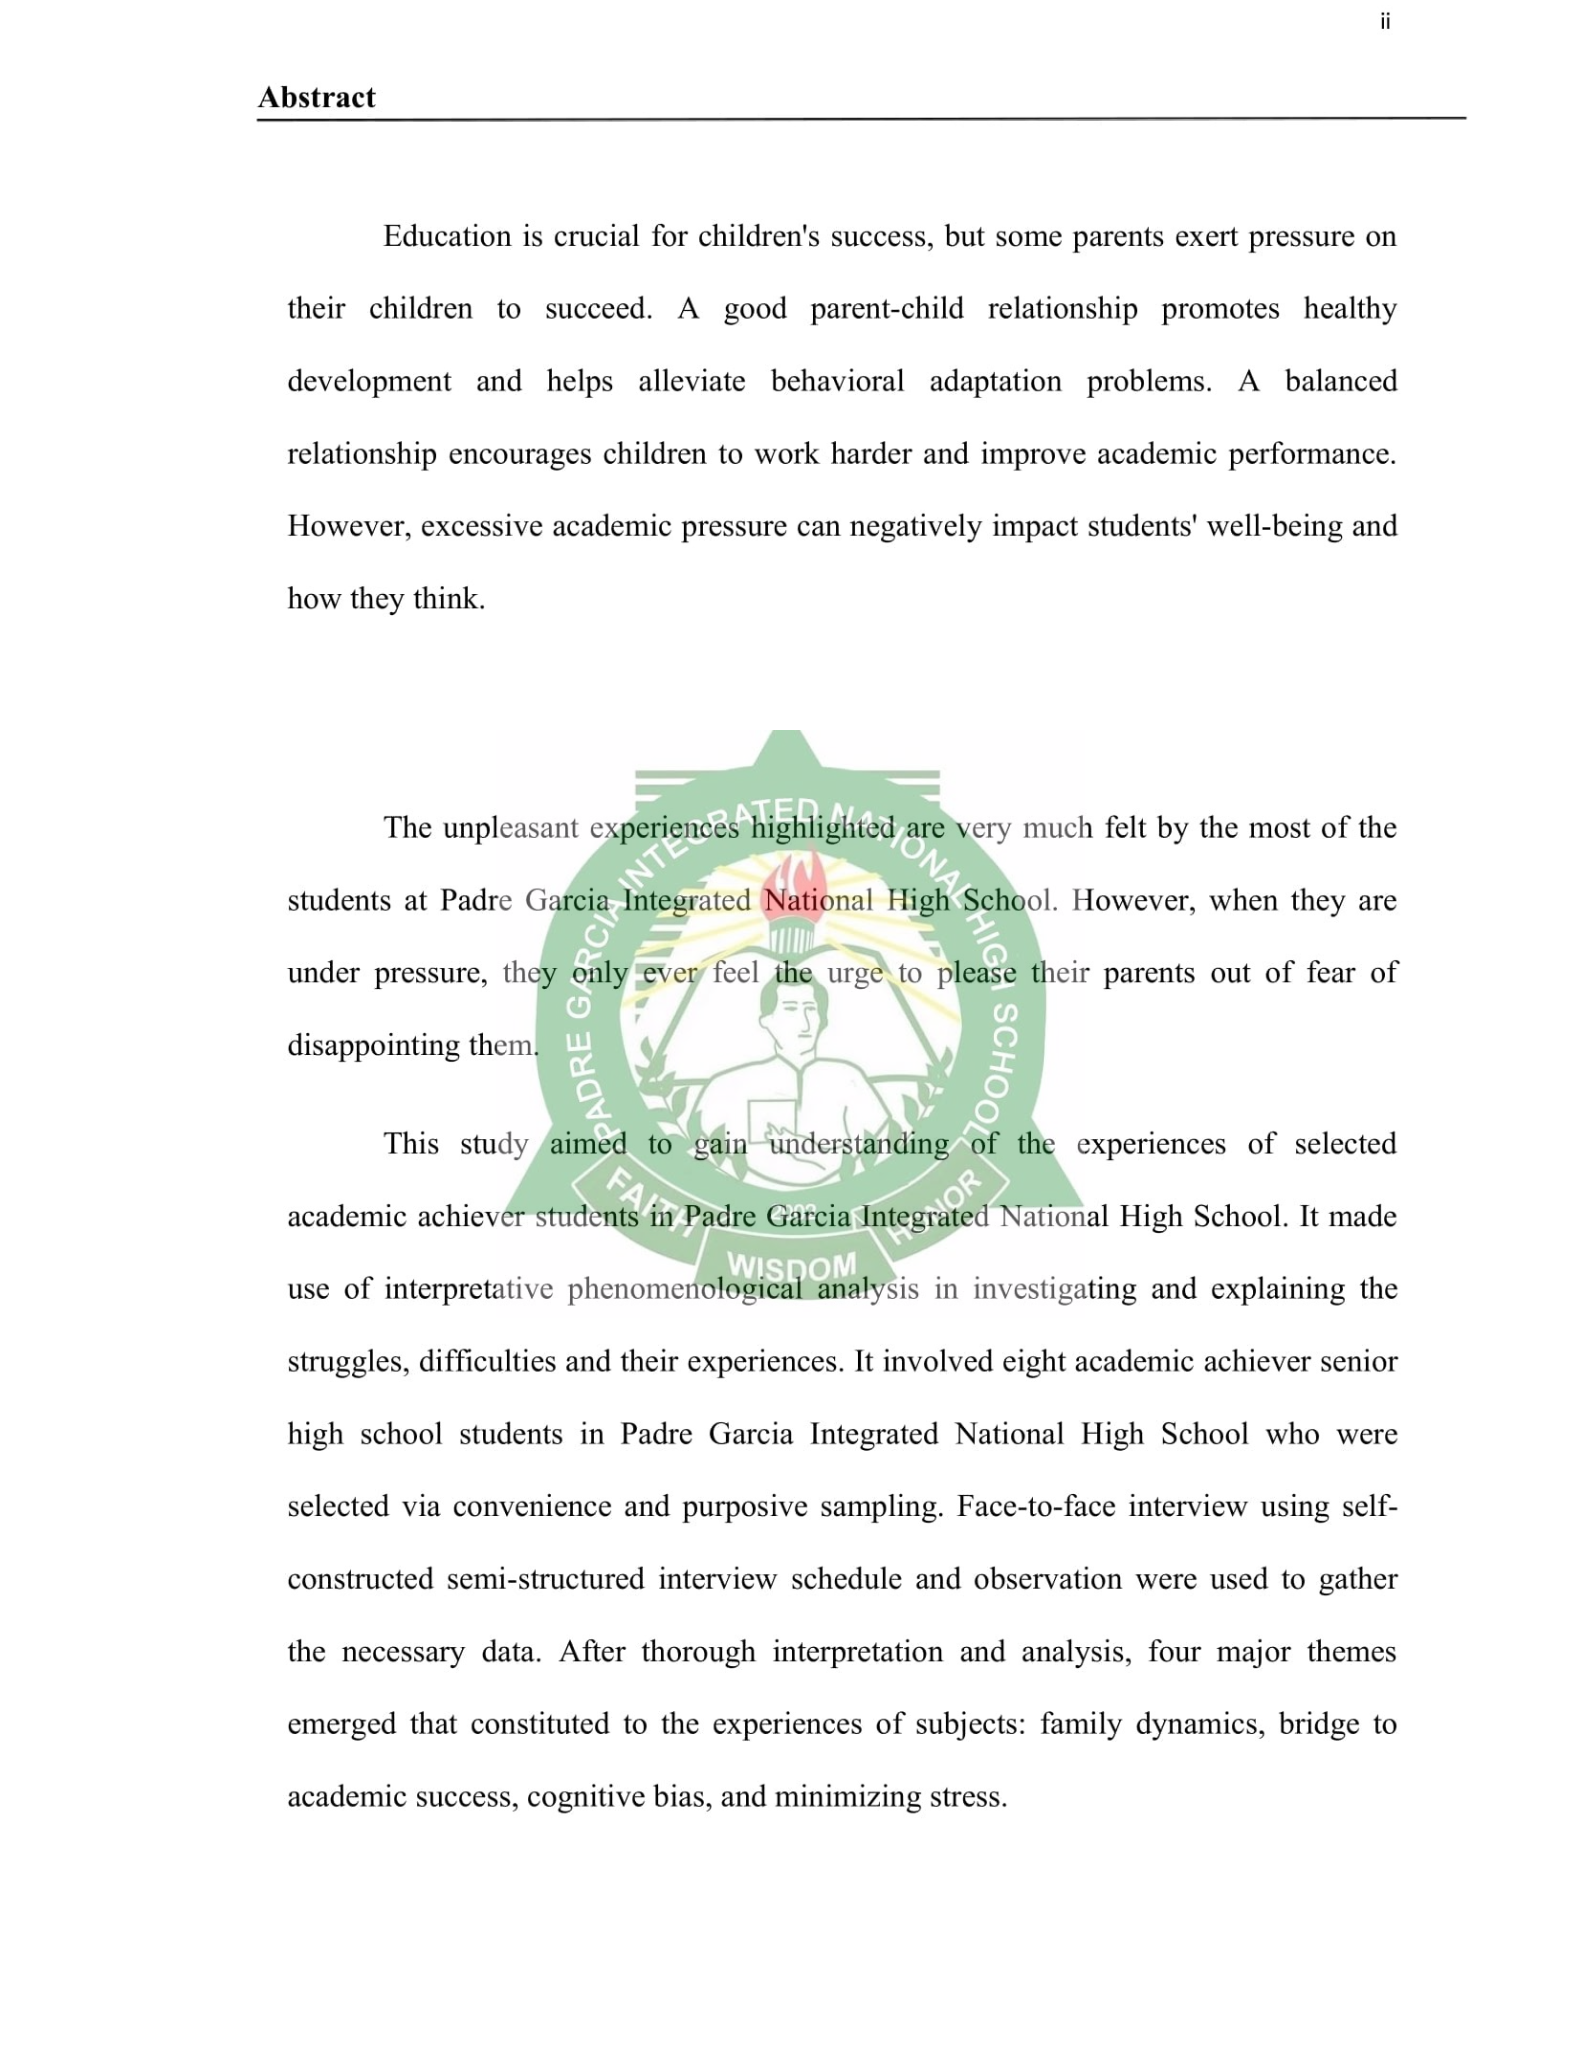 ii
Abstract
Education is crucial for children's success, but some parents exert pressure on
their children to succeed. A good parent-child relationship promotes healthy
development and helps alleviate behavioral adaptation problems. A balanced
relationship encourages children to work harder and improve academic performance.
However, excessive academic pressure can negatively impact students' well-being and
how they think.
The unpleasant experiences highlighted are very much felt by the most of the
students at Padre Garcia Integrated National High School. However, when they are
under pressure, they only ever feel the urge to please their parents out of fear of
disappointing them.
This study aimed to gain understanding of the experiences of selected
academic achiever students in Padre Garcia Integrated National High School. It made
use of interpretative phenomenological analysis in investigating and explaining the
struggles, difficulties and their experiences. It involved eight academic achiever senior
high school students in Padre Garcia Integrated National High School who were
selected via convenience and purposive sampling. Face-to-face interview using self-
constructed semi-structured interview schedule and observation were used to gather
the necessary data. After thorough interpretation and analysis, four major themes
emerged that constituted to the experiences of subjects: family dynamics, bridge to
academic success, cognitive bias, and minimizing stress.
PADRE GARCIA INTEGRATED NATIONAL HIGH SCHOOL
FAITH
WISDOM
HONOR